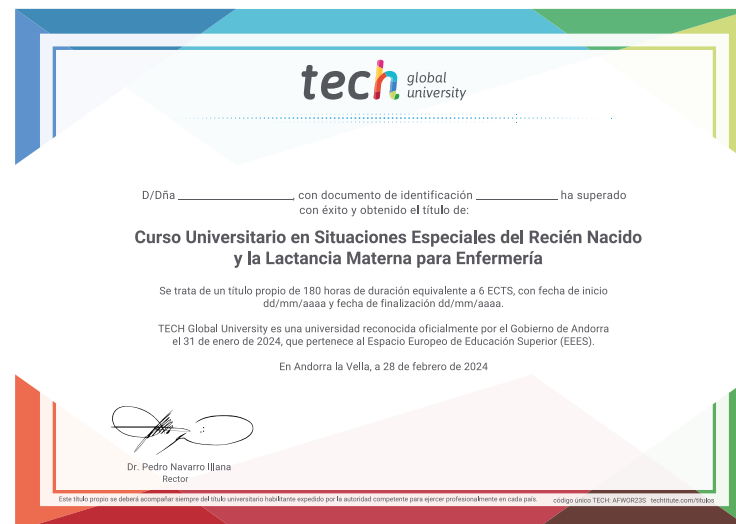 tech global university
D/Dña ____________________, con documento de identificación ______________ ha superado
con éxito y obtenido el título de:
Curso Universitario en Situaciones Especiales del Recién Nacido
y la Lactancia Materna para Enfermería
Se trata de un título propio de 180 horas de duración equivalente a 6 ECTS, con fecha de inicio
dd/mm/aaaa y fecha de finalización dd/mm/aaaa.
TECH Global University es una universidad reconocida oficialmente por el Gobierno de Andorra
el 31 de enero de 2024, que pertenece al Espacio Europeo de Educación Superior (EEES).
En Andorra la Vella, a 28 de febrero de 2024
Dr. Pedro Navarro Illana
Rector
Este título propio se deberá acompañar siempre del título universitario habilitante expedido por la autoridad competente para ejercer profesionalmente en cada país. código único TECH: AFWOR23S techtitute.com/titulos